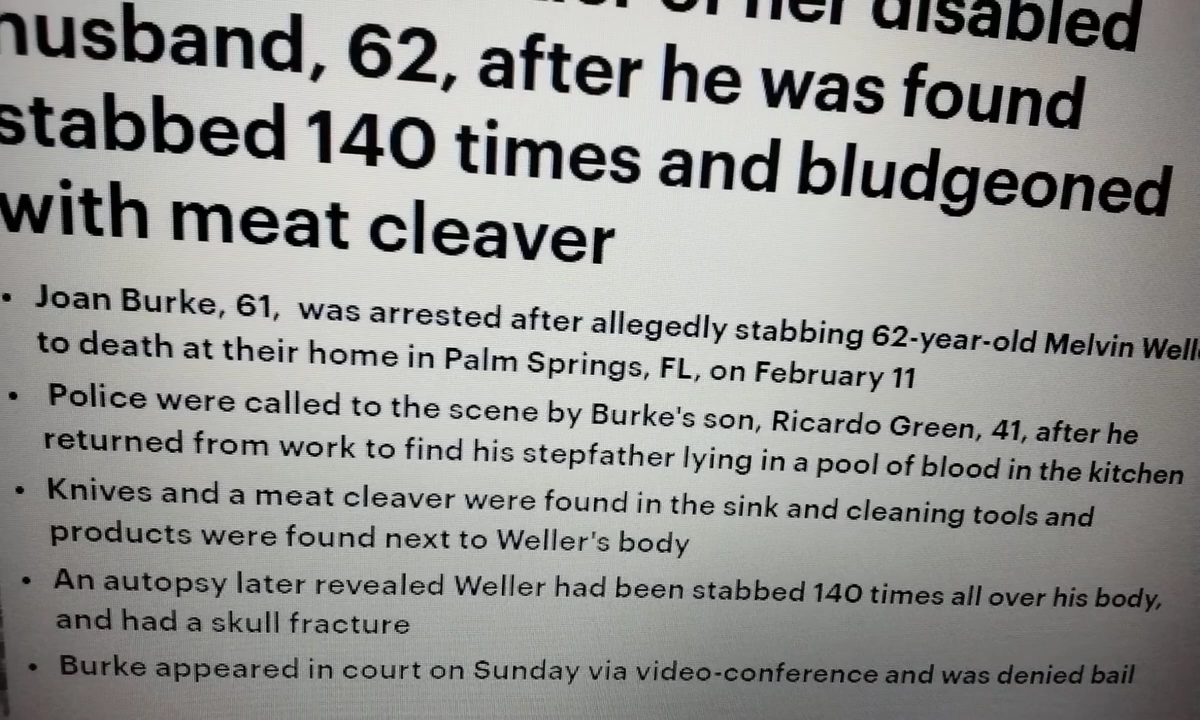 of her disabled
husband, 62, after he was found
stabbed 140 times and bludgeoned
with meat cleaver
• Joan Burke, 61, was arrested after allegedly stabbing 62-year-old Melvin
to death at their home in Palm Springs, FL, on February 11
• Police were called to the scene by Burke's son, Ricardo Green, 41, after he
returned from work to find his stepfather lying in a pool of blood in the kitchen
• Knives and a meat cleaver were found in the sink and cleaning tools and
products were found next to Weller's body
• An autopsy later revealed Weller had been stabbed 140 times all over his body,
and had a skull fracture
• Burke appeared in court on Sunday via video-conference and was denied bail